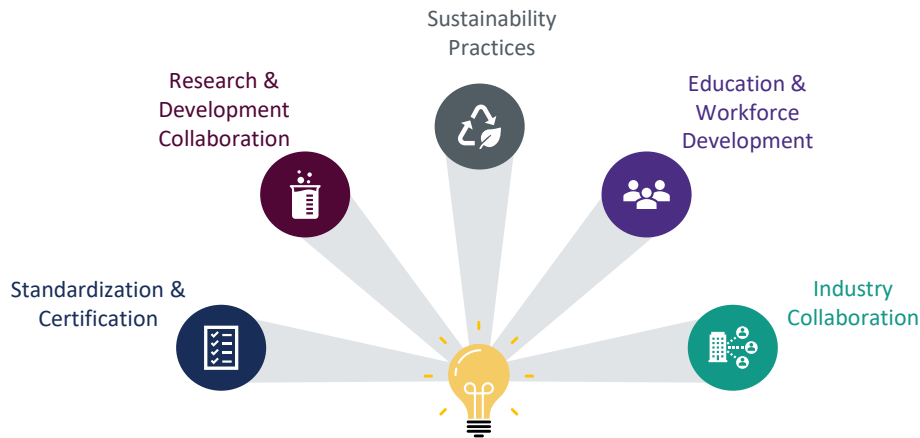 Sustainability
Practices
Research &
Development
Collaboration
Education &
Workforce
Development
Standardization &
Certification
Industry
Collaboration